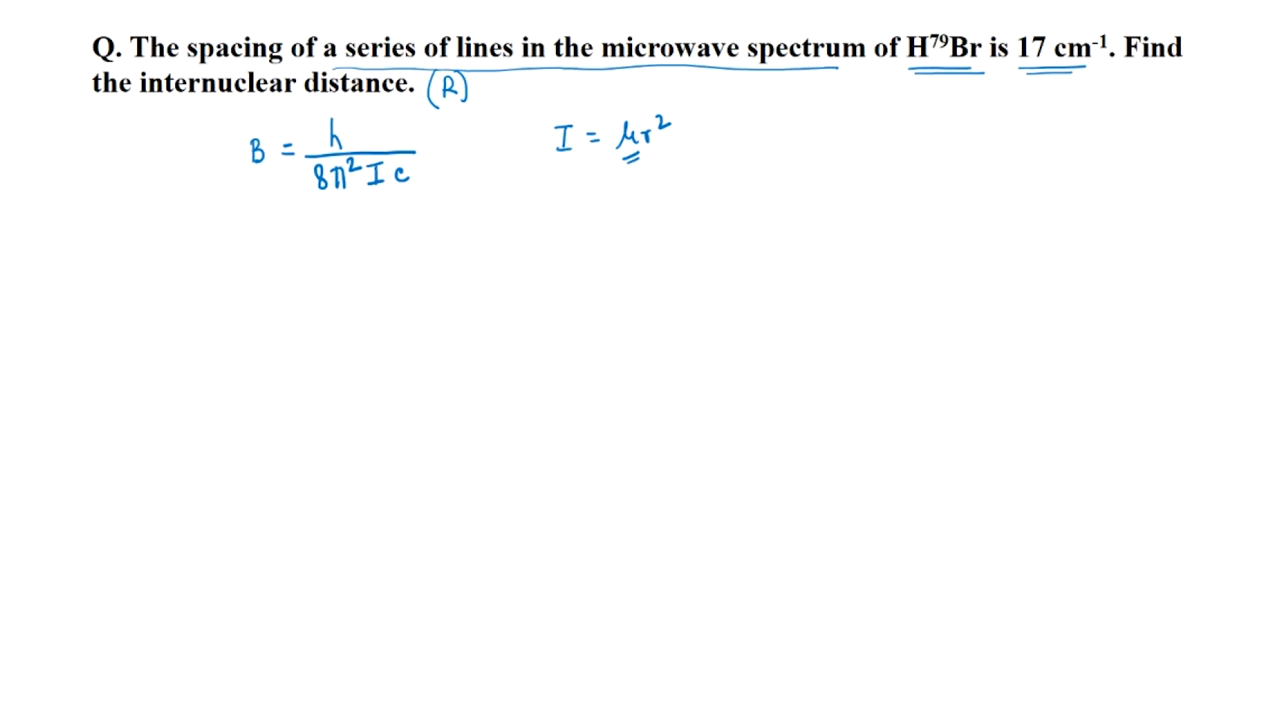 Q. The spacing of a series of lines in the microwave spectrum of H⁷⁹Br is 17 cm⁻¹. Find
the internuclear distance. (R)
B = h / 8π² I c
I = μr²